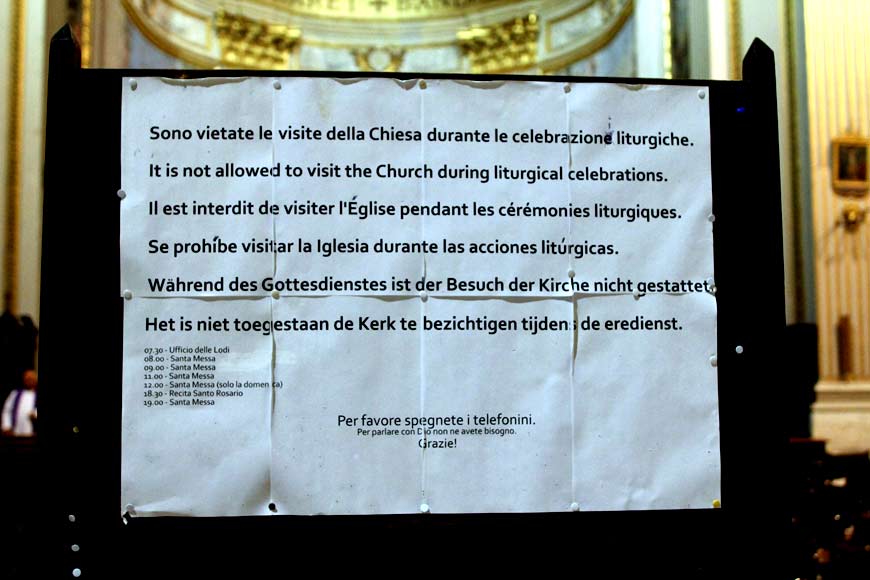 Sono vietate le visite della Chiesa durante le celebrazione liturgiche.
It is not allowed to visit the Church during liturgical celebrations.
Il est interdit de visiter l'Église pendant les cérémonies liturgiques.
Se prohíbe visitar la Iglesia durante las acciones litúrgicas.
Während des Gottesdienstes ist der Besuch der Kirche nicht gestattet.
Het is niet toegestaan de Kerk te bezichtigen tijdens de eredienst.
07.30 - Ufficio delle Lodi
08.00 - Santa Messa
09.00 - Santa Messa
11.00 - Santa Messa
12.00 - Santa Messa (solo la domenica)
18.30 - Recita Santo Rosario
19.00 - Santa Messa
Per favore spegnete i telefonini.
Per parlare con Dio non ne avete bisogno.
Grazie!